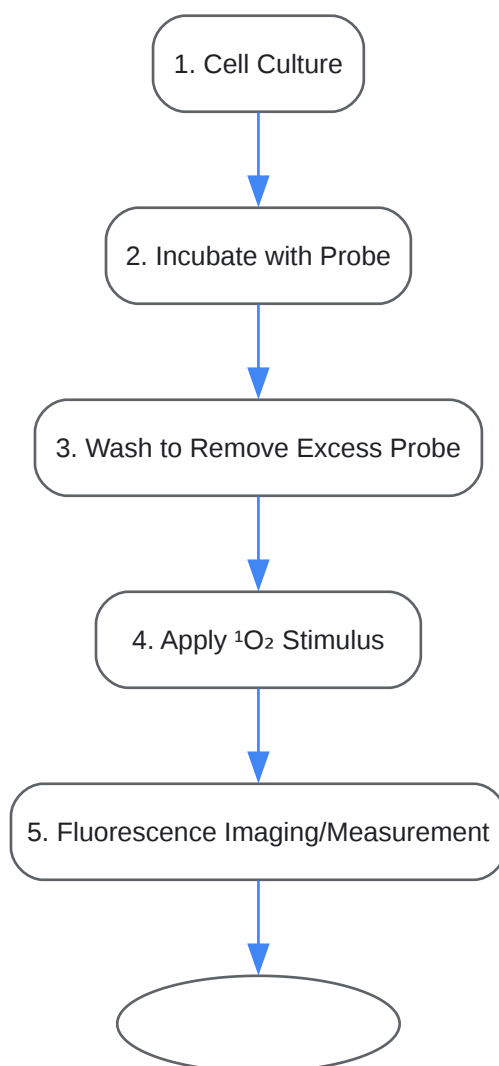 1. Cell Culture
2. Incubate with Probe
3. Wash to Remove Excess Probe
4. Apply ¹O₂ Stimulus
5. Fluorescence Imaging/Measurement